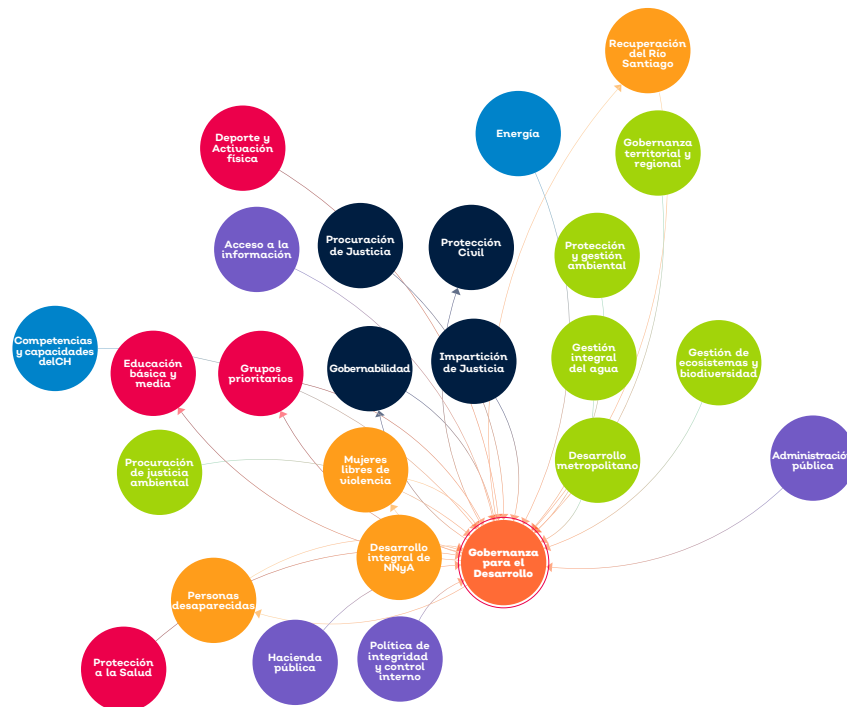 Recuperación
del Río
Santiago
Energía
Deporte y
Activación
física
Gobernanza
territorial y
regional
Acceso a la
información
Procuración
de Justicia
Protección
Civil
Protección
y gestión
ambiental
Competencias
y capacidades
delCH
Educación
básica y
media
Grupos
prioritarios
Gobernabilidad
Impartición
de Justicia
Gestión
integral
del agua
Gestión de
ecosistemas y
biodiversidad
Procuración
de justicia
ambiental
Mujeres
libres de
violencia
Desarrollo
metropolitano
Administració
pública
Desarrollo
integral de
NNyA
Gobernanza
para el
Desarrollo
Personas
desaparecidas
Protección
a la Salud
Hacienda
pública
Política de
integridad
y control
interno